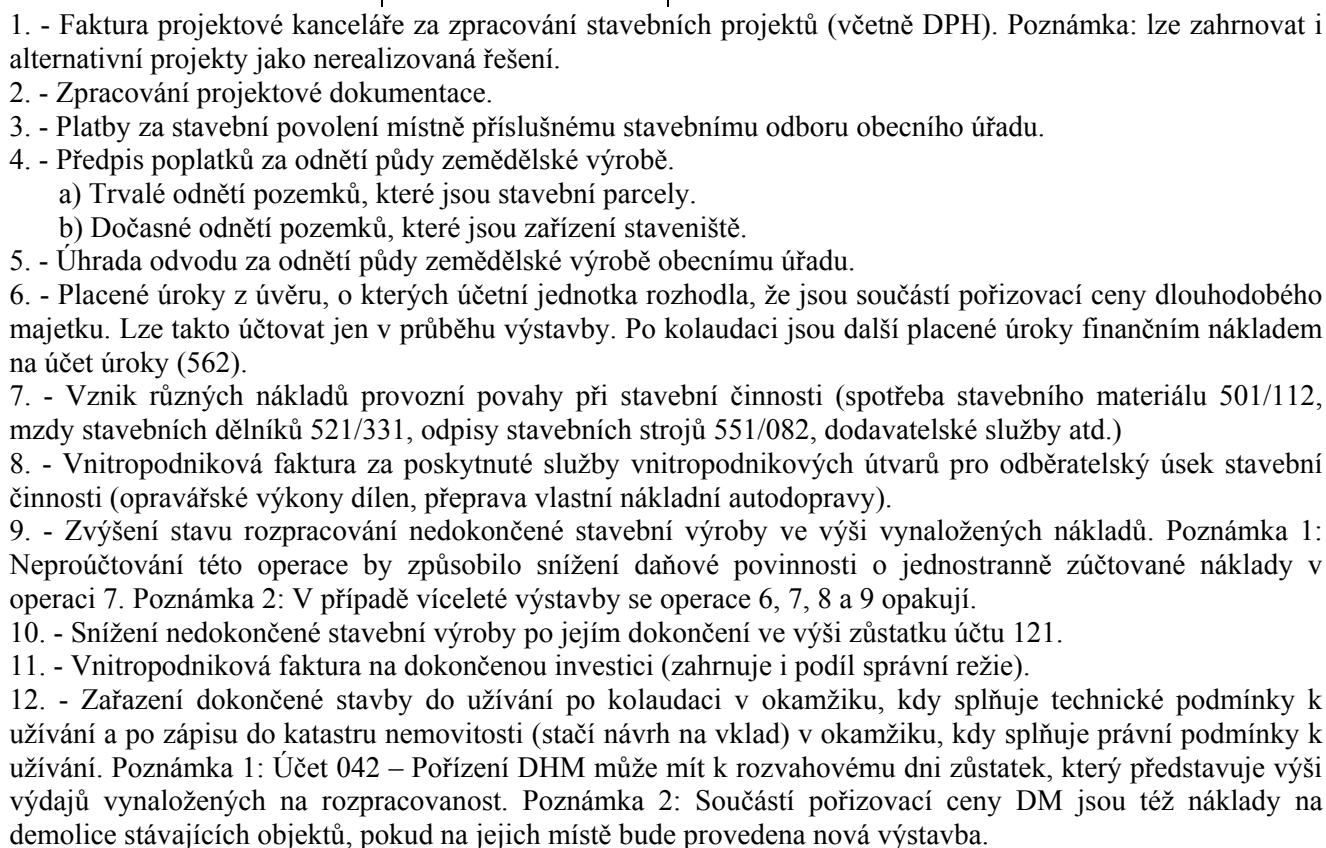 1. - Faktura projektové kanceláře za zpracování stavebních projektů (včetně DPH). Poznámka: lze zahrnovat i
alternativní projekty jako nerealizovaná řešení.
2. - Zpracování projektové dokumentace.
3. - Platby za stavební povolení místně příslušnému stavebnímu odboru obecního úřadu.
4. - Předpis poplatků za odnětí půdy zemědělské výrobě.
a) Trvalé odnětí pozemků, které jsou stavební parcely.
b) Dočasné odnětí pozemků, které jsou zařízení staveniště.
5. - Úhrada odvodu za odnětí půdy zemědělské výrobě obecnímu úřadu.
6. - Placené úroky z úvěru, o kterých účetní jednotka rozhodla, že jsou součástí pořizovací ceny dlouhodobého
majetku. Lze takto účtovat jen v průběhu výstavby. Po kolaudaci jsou další placené úroky finančním nákladem
na účet úroky (562).
7. - Vznik různých nákladů provozní povahy při stavební činnosti (spotřeba stavebního materiálu 501/112,
mzdy stavebních dělníků 521/331, odpisy stavebních strojů 551/082, dodavatelské služby atd.)
8. - Vnitropodniková faktura za poskytnuté služby vnitropodnikových útvarů pro odběratelský úsek stavební
činnosti (opravářské výkony dílen, přeprava vlastní nákladní autodopravy).
9. - Zvýšení stavu rozpracování nedokončené stavební výroby ve výši vynaložených nákladů. Poznámka 1:
Neproúčtování této operace by způsobilo snížení daňové povinnosti o jednostranně zúčtované náklady v
operaci 7. Poznámka 2: V případě víceleté výstavby se operace 6, 7, 8 a 9 opakují.
10. - Snížení nedokončené stavební výroby po jejím dokončení ve výši zůstatku účtu 121.
11. - Vnitropodniková faktura na dokončenou investici (zahrnuje i podíl správní režie).
12. - Zařazení dokončené stavby do užívání po kolaudaci v okamžiku, kdy splňuje technické podmínky k
užívání a po zápisu do katastru nemovitosti (stačí návrh na vklad) v okamžiku, kdy splňuje právní podmínky k
užívání. Poznámka 1: Účet 042 – Pořízení DHM může mít k rozvahovému dni zůstatek, který představuje výši
výdajů vynaložených na rozpracovanost. Poznámka 2: Součástí pořizovací ceny DM jsou též náklady na
demolice stávajících objektů, pokud na jejich místě bude provedena nová výstavba.